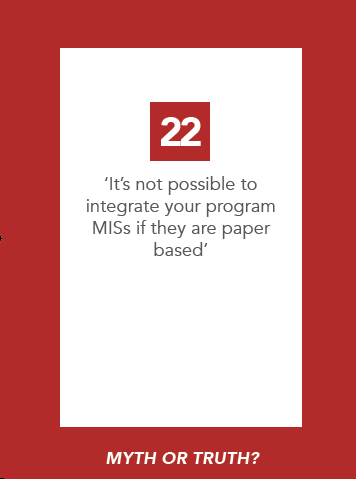 22
‘It’s not possible to
integrate your program
MISs if they are paper
based’
MYTH OR TRUTH?